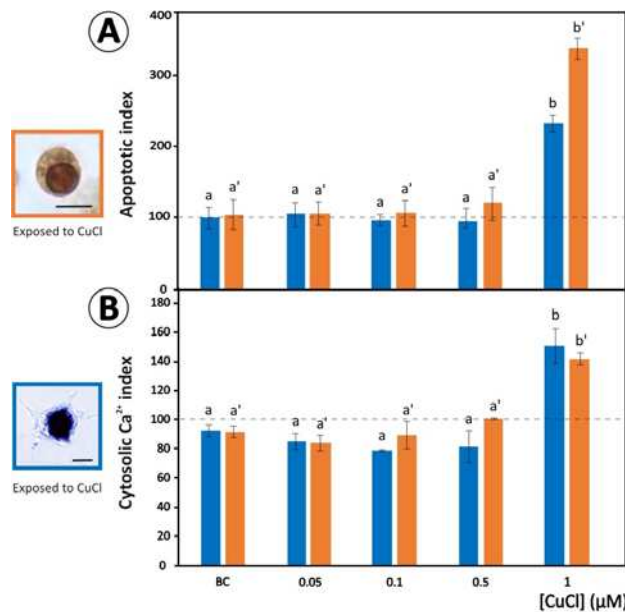 A
Apoptotic index
400
300
200
100
0
a a' a a' a a' a a' b b'
Exposed to CuCl
B
Cytosolic Ca²⁺ index
180
160
140
120
100
80
60
40
20
0
a a' a a' a a' a a' b b'
Exposed to CuCl
BC 0.05 0.1 0.5 1
[CuCl] (µM)